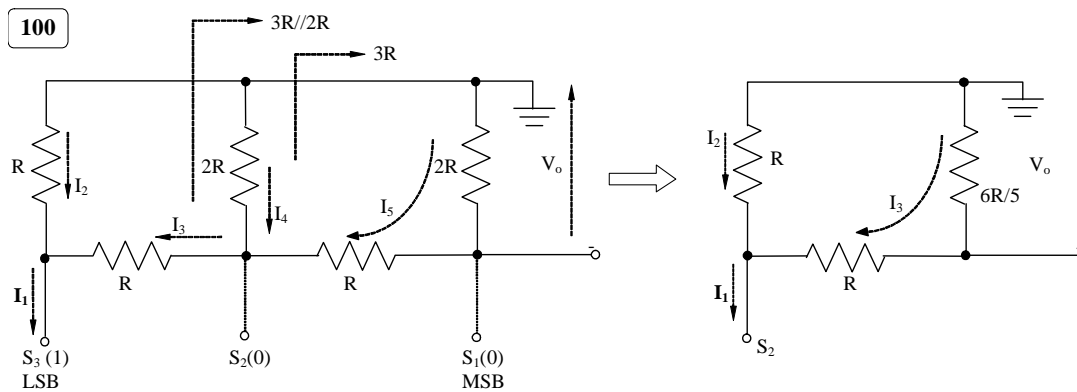 100
3R//2R
3R
R
I2
2R
I4
I5
2R
Vo
I3
R
R
-
I1
S3 (1)
LSB
S2(0)
S1(0)
MSB
I2
R
I3
6R/5
Vo
R
I1
S2